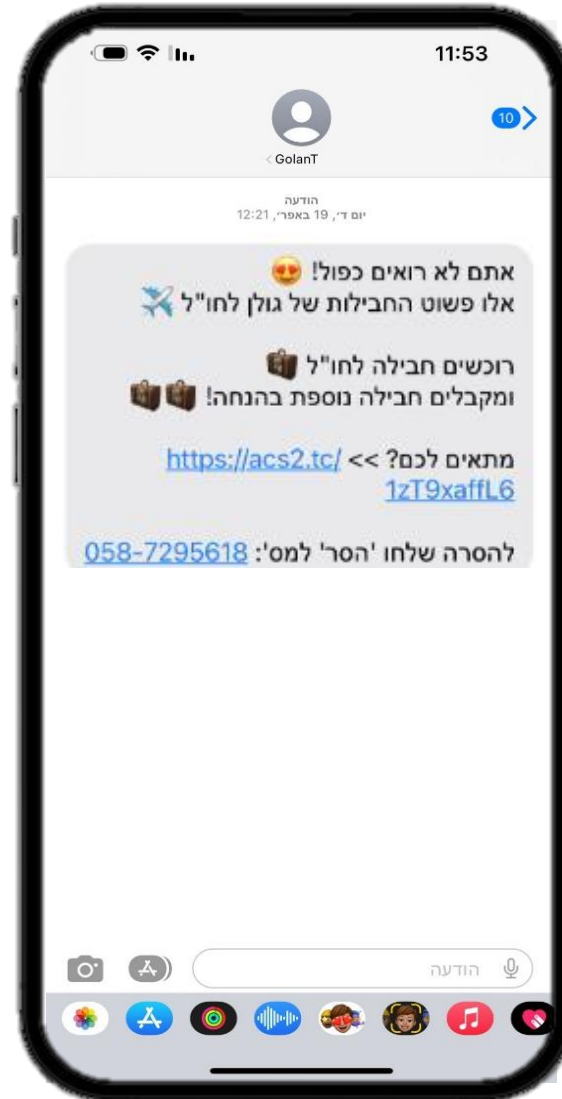 11:53
10
GolanT
הודעה
יום ד׳, 19 באפר׳, 12:21
אתם לא רואים כפול! 😍
אלו פשוט החבילות של גולן לחו"ל ✈️
רוכשים חבילה לחו"ל 🧳
ומקבלים חבילה נוספת בהנחה! 🧳🧳
מתאים לכם? >> https://acs2.tc/
1zT9xaffL6
להסרה שלחו 'הסר' למס': 058-7295618
הודעה